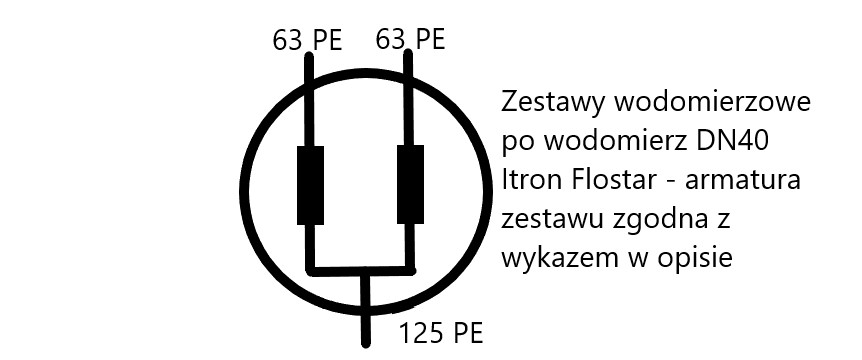 63 PE 63 PE
Zestawy wodomierzowe
po wodomierz DN40
Itron Flostar - armatura
zestawu zgodna z
wykazem w opisie
125 PE